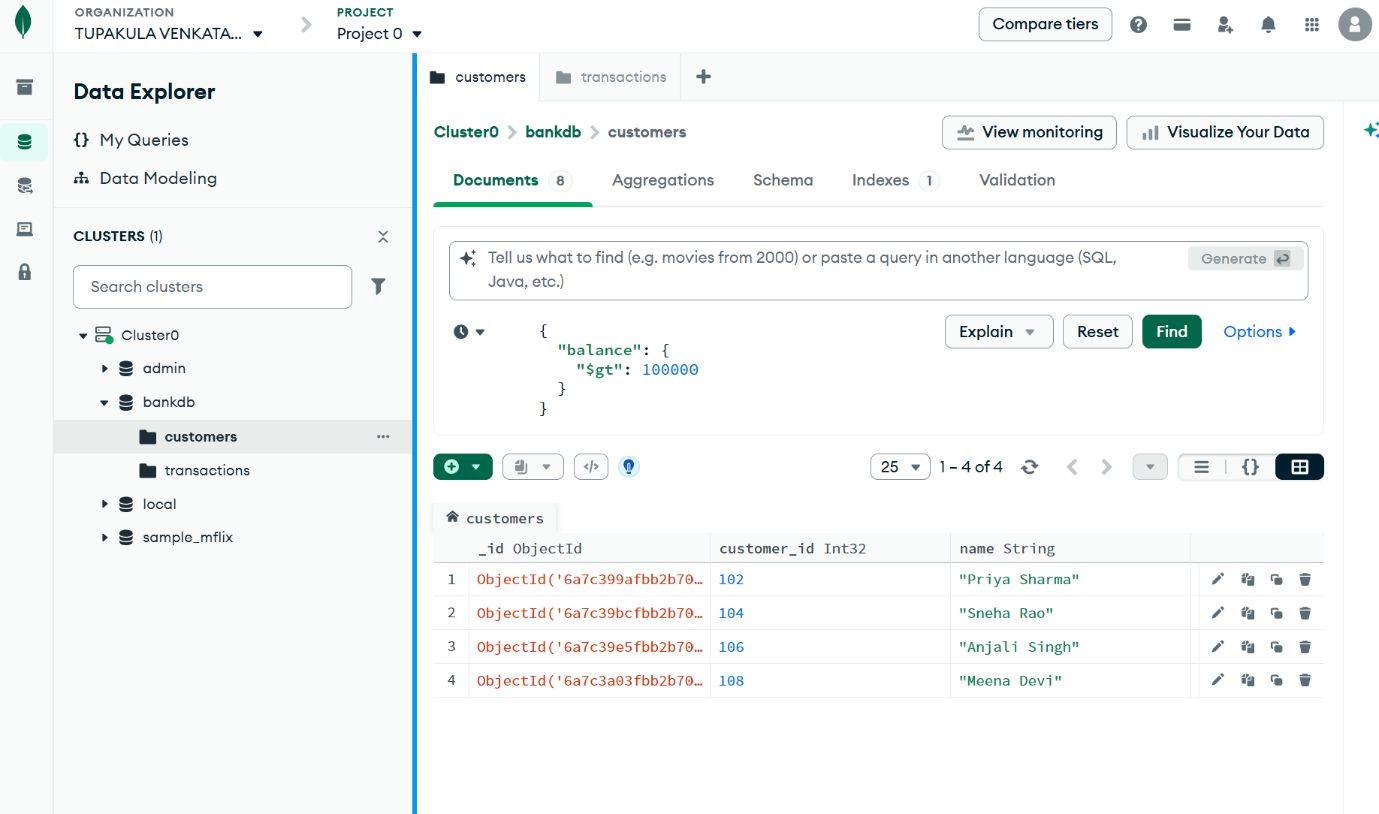 ORGANIZATION
TUPAKULA VENKATA...
PROJECT
Project 0
Compare tiers
Data Explorer
My Queries
Data Modeling
CLUSTERS (1)
Search clusters
Cluster0
admin
bankdb
customers
transactions
local
sample_mflix
customers
transactions
Cluster0 > bankdb > customers
View monitoring
Visualize Your Data
Documents 8
Aggregations
Schema
Indexes 1
Validation
Tell us what to find (e.g. movies from 2000) or paste a query in another language (SQL,
Java, etc.)
Generate
{
"balance": {
"$gt": 100000
}
}
Explain
Reset
Find
Options
25
1 – 4 of 4
customers
_id ObjectId customer_id Int32 name String
1 ObjectId('6a7c399afbb2b70… 102 "Priya Sharma"
2 ObjectId('6a7c39bcfbb2b70… 104 "Sneha Rao"
3 ObjectId('6a7c39e5fbb2b70… 106 "Anjali Singh"
4 ObjectId('6a7c3a03fbb2b70… 108 "Meena Devi"